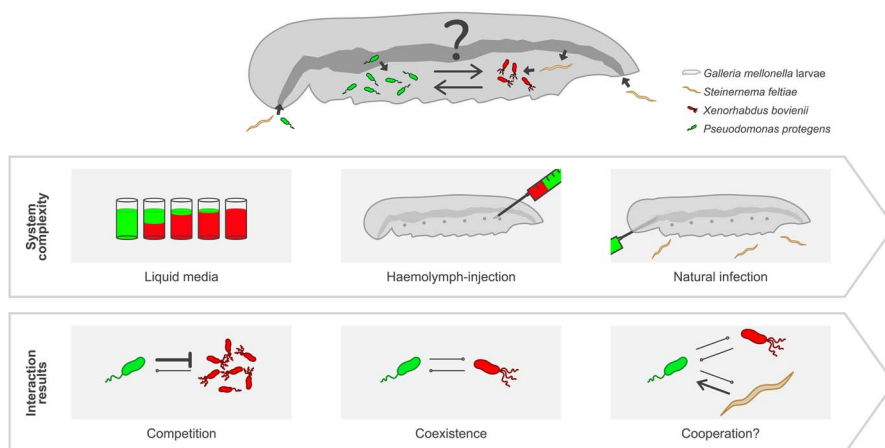 ?
Galleria mellonella larvae
Steinernema feltiae
Xenorhabdus bovienii
Pseudomonas protegens
System
complexity
Liquid media
Haemolymph-injection
Natural infection
Interaction
results
Competition
Coexistence
Cooperation?